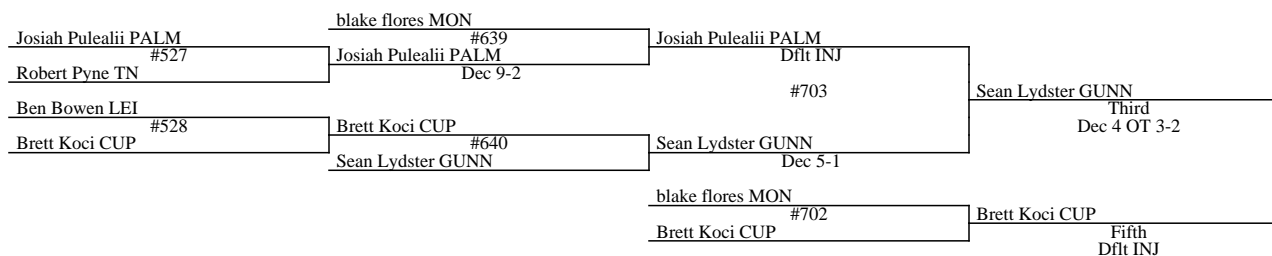 blake flores MON
Josiah Pulealii PALM
#639
Josiah Pulealii PALM
#527
Josiah Pulealii PALM
Dflt INJ
Robert Pyne TN
Dec 9-2
#703
Sean Lydster GUNN
Ben Bowen LEI
Third
#528
Brett Koci CUP
Dec 4 OT 3-2
Brett Koci CUP
#640
Sean Lydster GUNN
Sean Lydster GUNN
Dec 5-1
blake flores MON
#702
Brett Koci CUP
Brett Koci CUP
Fifth
Dflt INJ